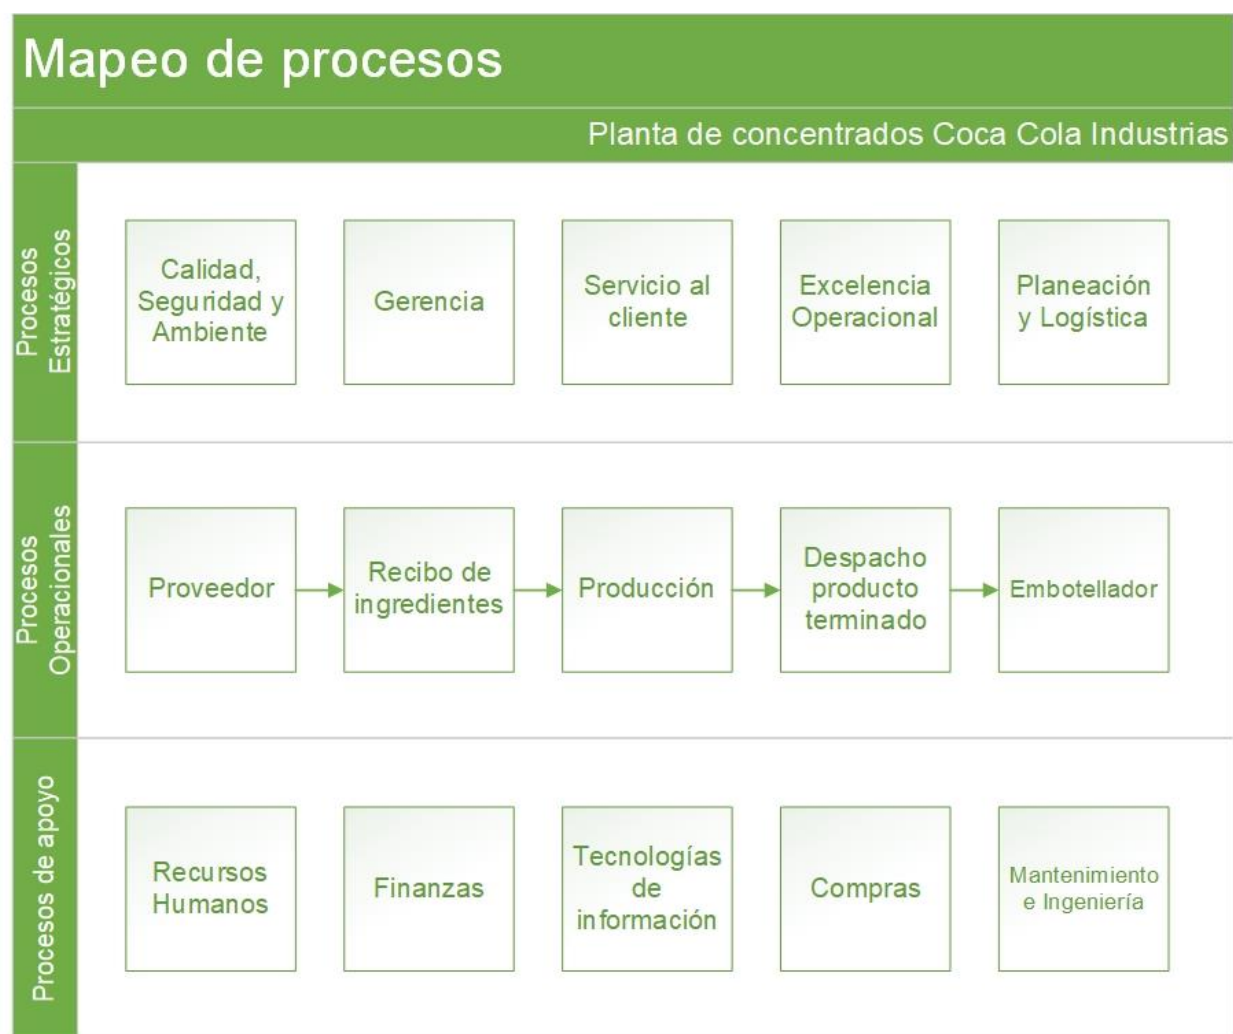 Mapeo de procesos
Planta de concentrados Coca Cola Industrias
Procesos
Estratégicos
Calidad,
Seguridad y
Ambiente
Gerencia
Servicio al
cliente
Excelencia
Operacional
Planeación
y Logística
Procesos
Operacionales
Proveedor
Recibo de
ingredientes
Producción
Despacho
producto
terminado
Embotellador
Procesos de apoyo
Recursos
Humanos
Finanzas
Tecnologías
de
información
Compras
Mantenimiento
e Ingeniería